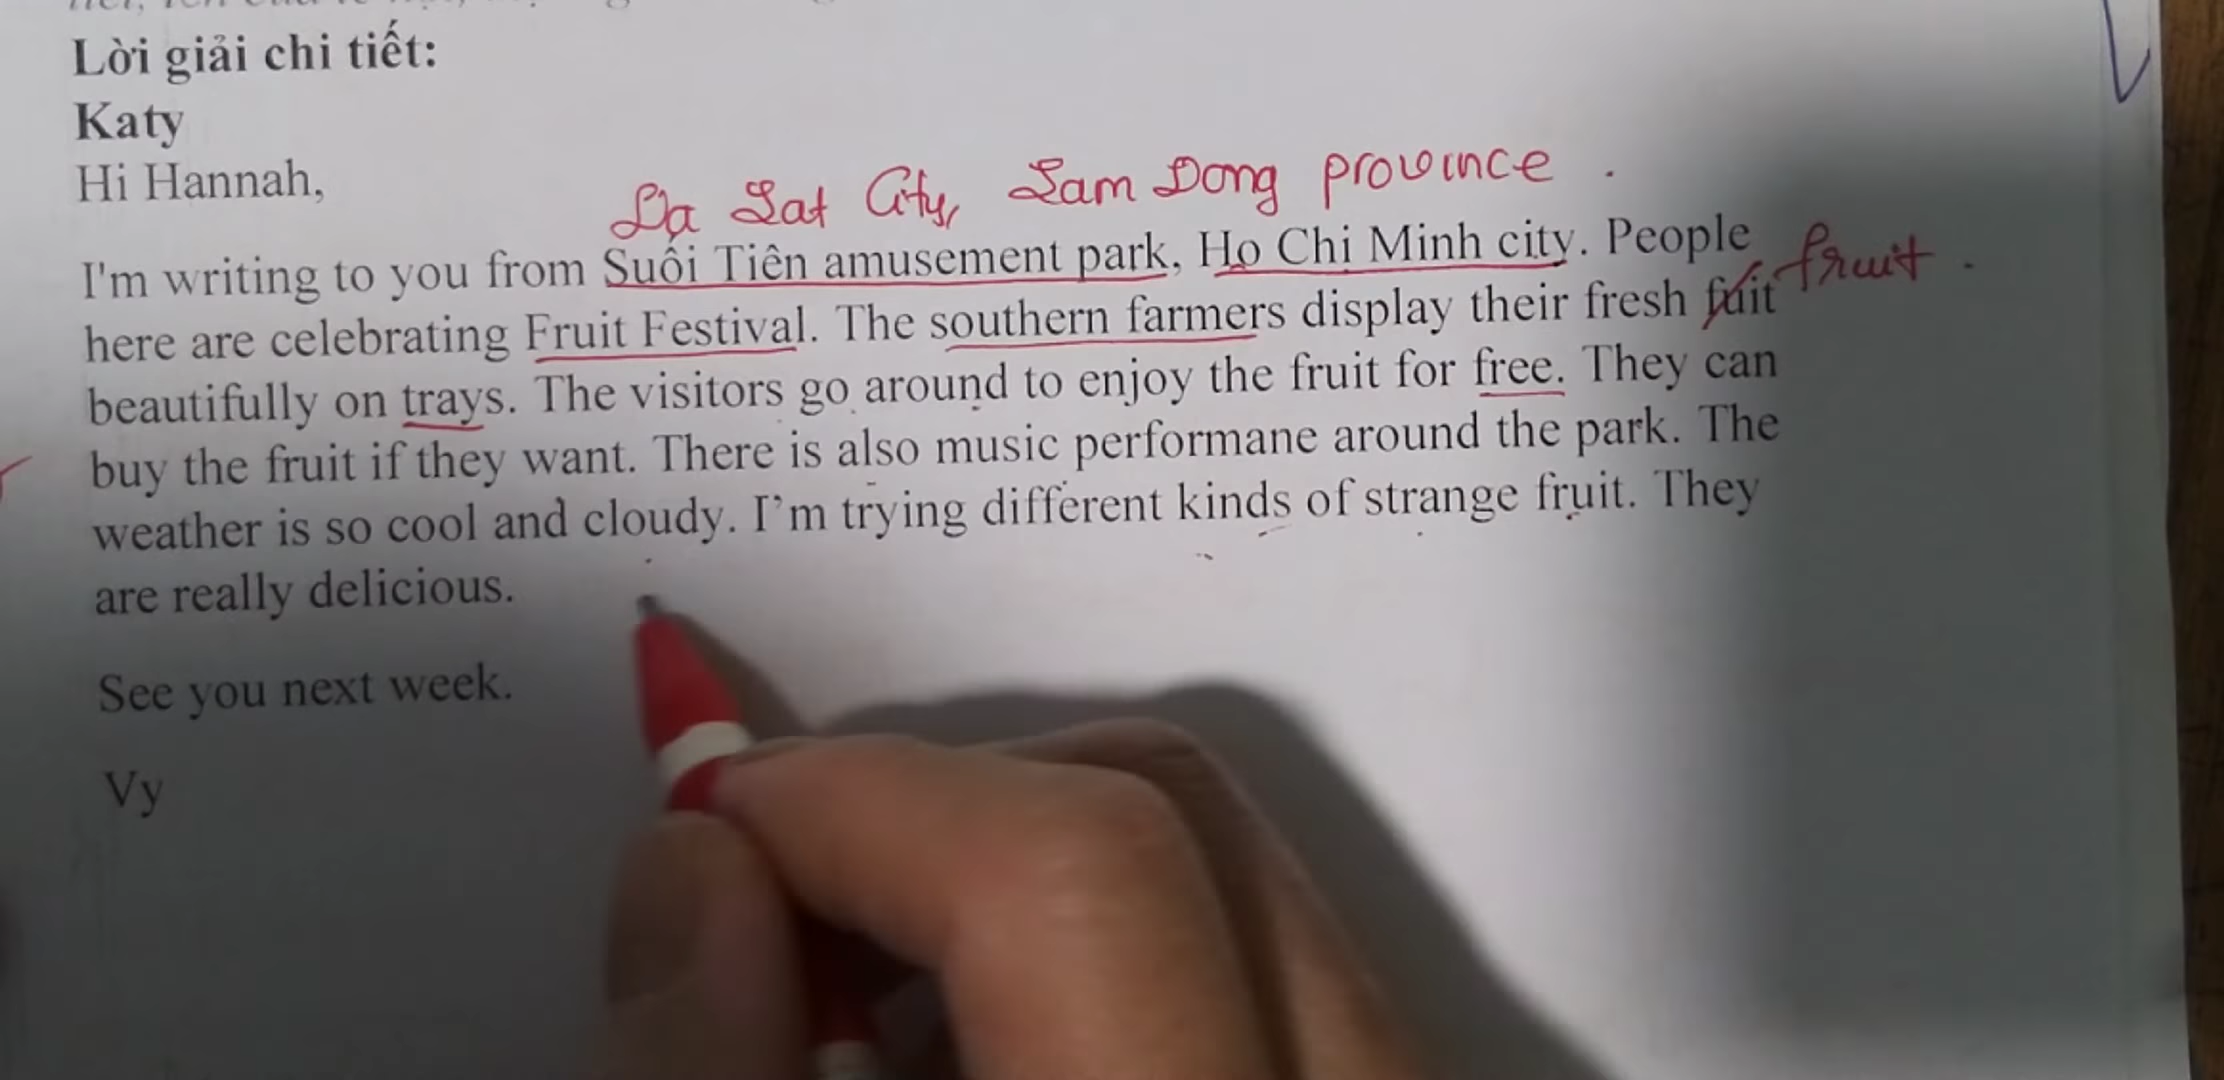 Lời giải chi tiết:
Katy
Hi Hannah,
Đà Lat City, Lam Dong province.
I'm writing to you from Suối Tiên amusement park, Ho Chi Minh city. People
here are celebrating Fruit Festival. The southern farmers display their fresh fuit fruit.
beautifully on trays. The visitors go around to enjoy the fruit for free. They can
buy the fruit if they want. There is also music performane around the park. The
weather is so cool and cloudy. I'm trying different kinds of strange fruit. They
are really delicious.
See you next week.
Vy